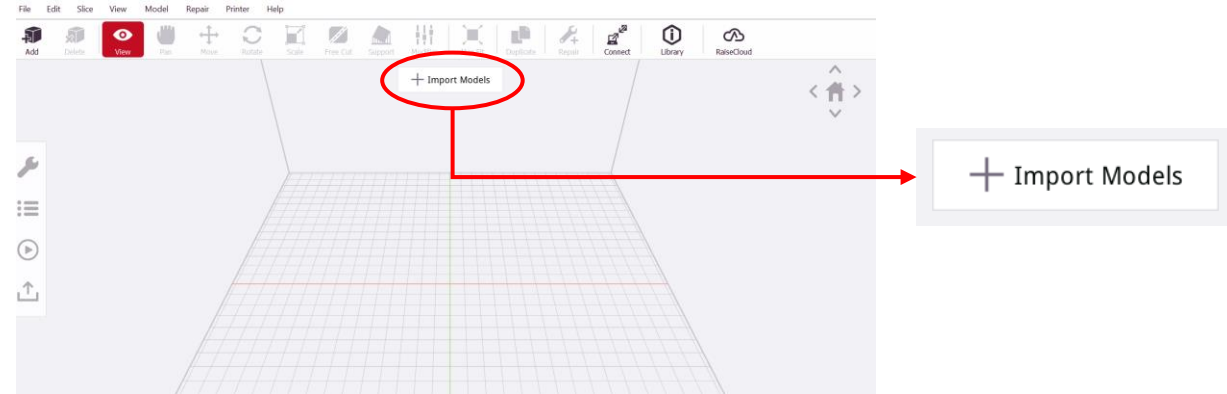 File Edit Slice View Model Repair Printer Help
Add Delete View Pan Move Rotate Scale Free Cut Support Duplicate Repair Connect Library RaiseCloud
Import Models
Import Models